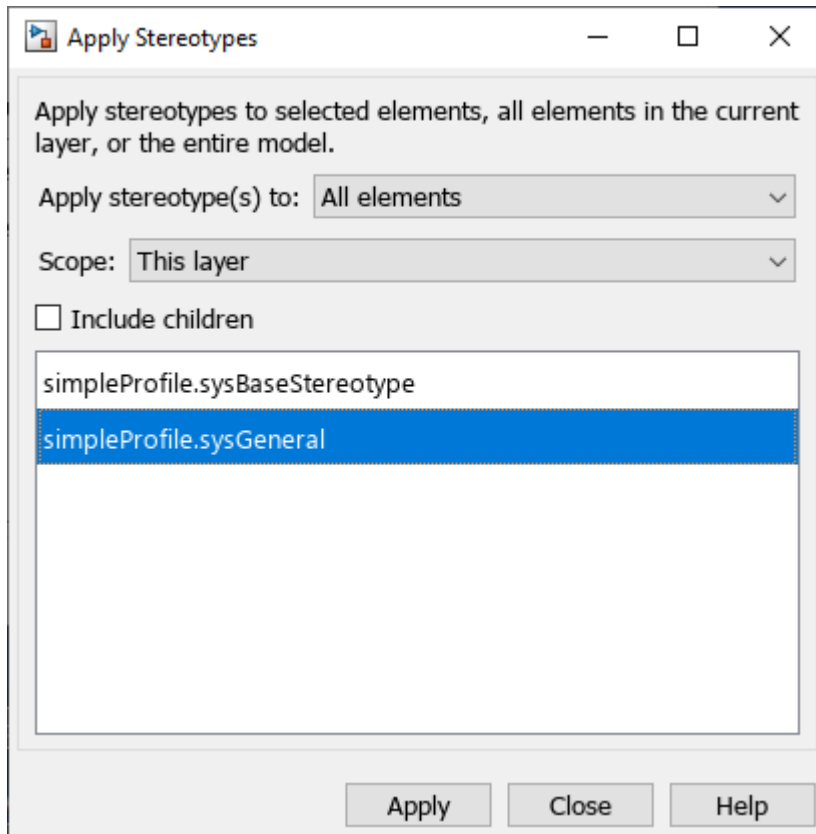 Apply Stereotypes
Apply stereotypes to selected elements, all elements in the current
layer, or the entire model.
Apply stereotype(s) to: All elements
Scope: This layer
Include children
simpleProfile.sysBaseStereotype
simpleProfile.sysGeneral
Apply Close Help